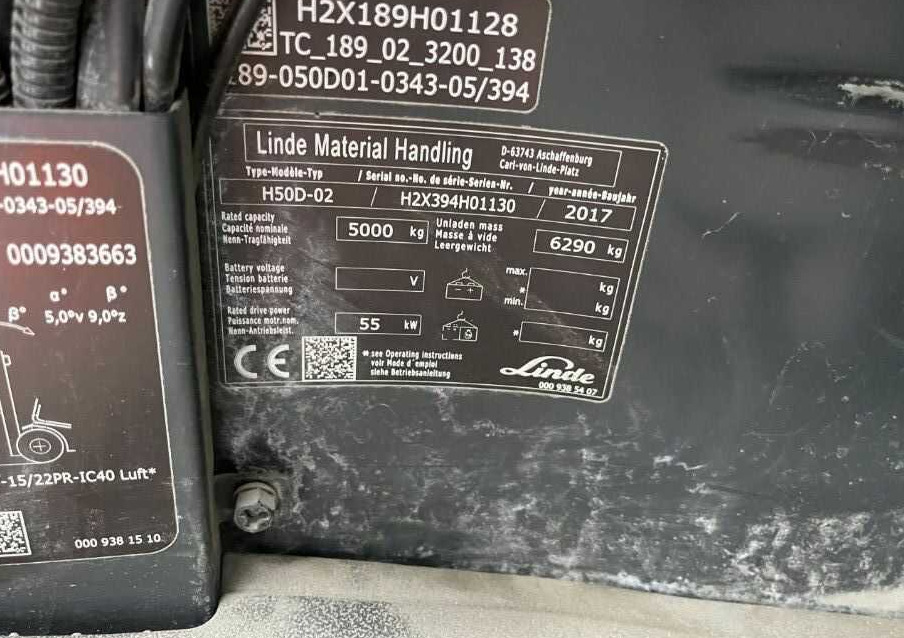 H2X189H01128
TC_189_02_3200_138
89-050D01-0343-05/394
Linde Material Handling
D-63743 Aschaffenburg
Carl-von-Linde-Platz
Type-Modèle-Typ / Serial no.-No. de série-Serien-Nr. / year-année-Baujahr
H50D-02 / H2X394H01130 / 2017
Rated capacity
Capacité nominale
Nenn-Tragfähigkeit
5000 kg
Unladen mass
Masse à vide
Leergewicht
6290 kg
Battery voltage
Tension batterie
Batteriespannung
V
- +
max.
*
min.
kg
kg
Rated drive power
Puissance motr.nom.
Nenn-Antriebsleist.
55 kW
*
kg
CE
* see Operating instructions
voir Mode d'emploi
siehe Betriebsanleitung
Linde
000 938 54 07
H01130
-0343-05/394
0009383663
α° β°
β° 5,0°v 9,0°z
-15/22PR-IC40 Luft*
000 938 15 10